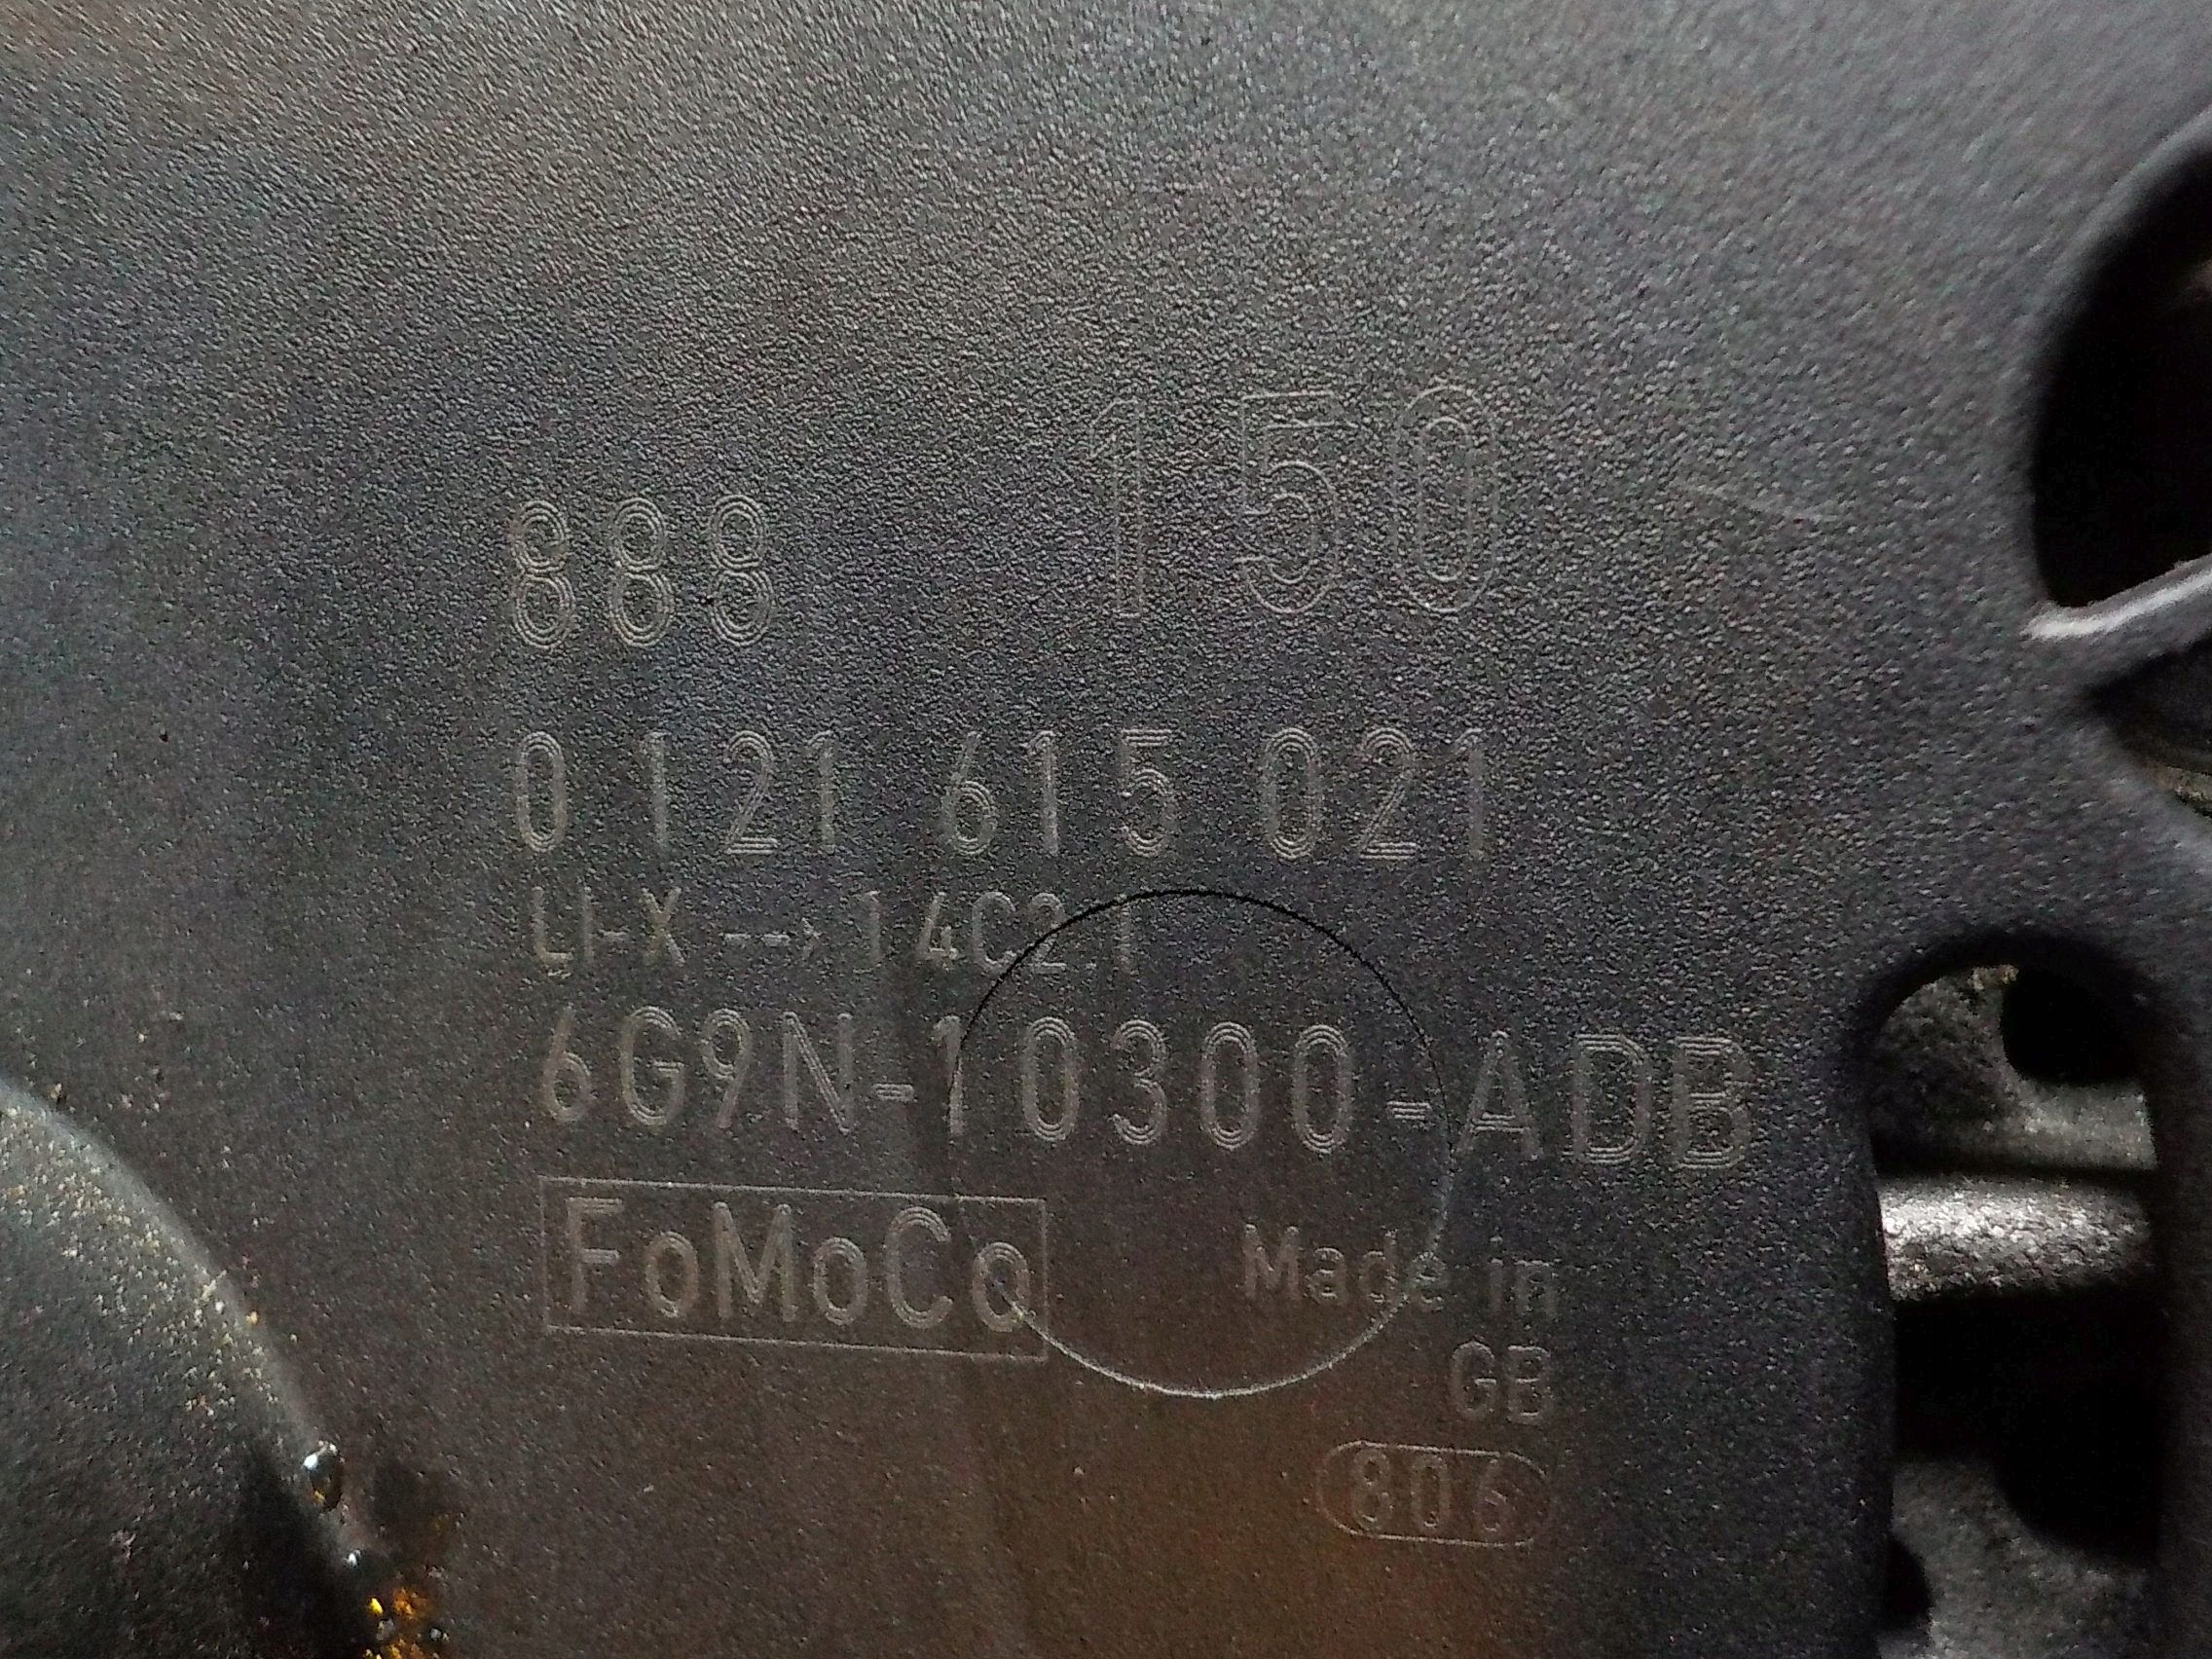 888 150
0 121 615 021
LI-X --> 14C2.1
6G9N-10300-ADB
FoMoCo
Made in
GB
806